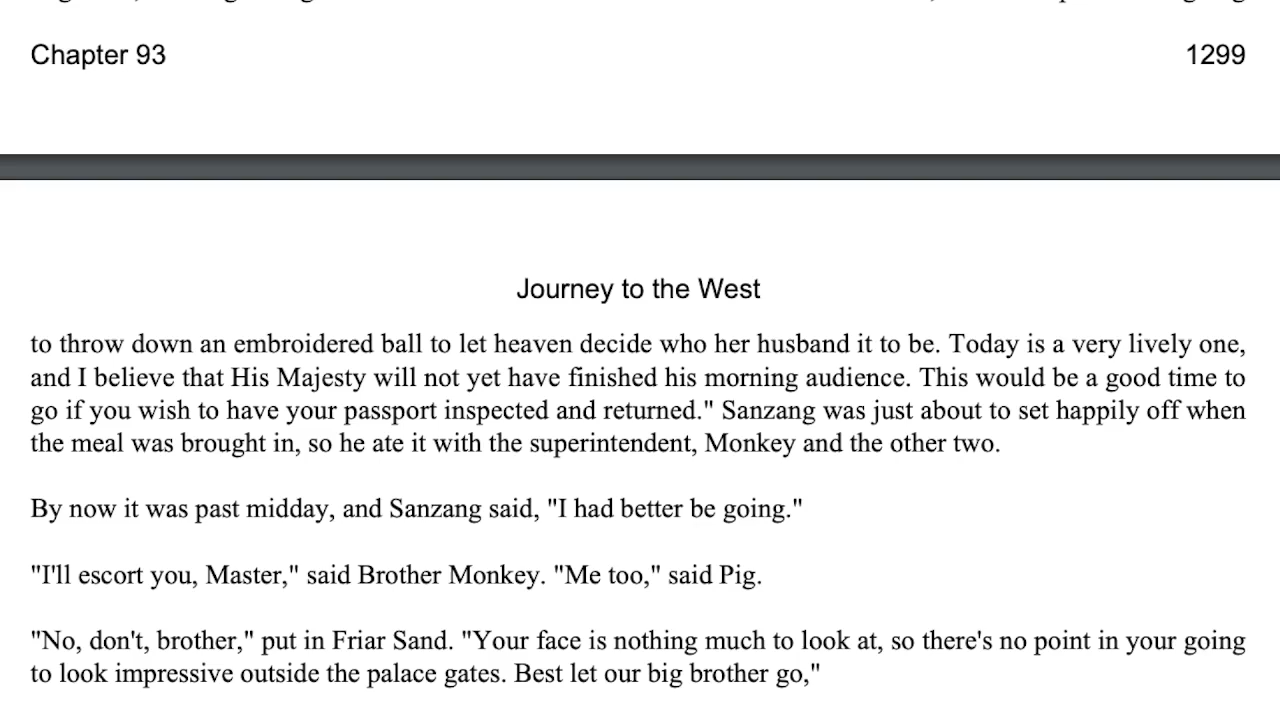 Chapter 93
1299
Journey to the West
to throw down an embroidered ball to let heaven decide who her husband it to be. Today is a very lively one,
and I believe that His Majesty will not yet have finished his morning audience. This would be a good time to
go if you wish to have your passport inspected and returned." Sanzang was just about to set happily off when
the meal was brought in, so he ate it with the superintendent, Monkey and the other two.
By now it was past midday, and Sanzang said, "I had better be going."
"I'll escort you, Master," said Brother Monkey. "Me too," said Pig.
"No, don't, brother," put in Friar Sand. "Your face is nothing much to look at, so there's no point in your going
to look impressive outside the palace gates. Best let our big brother go,"